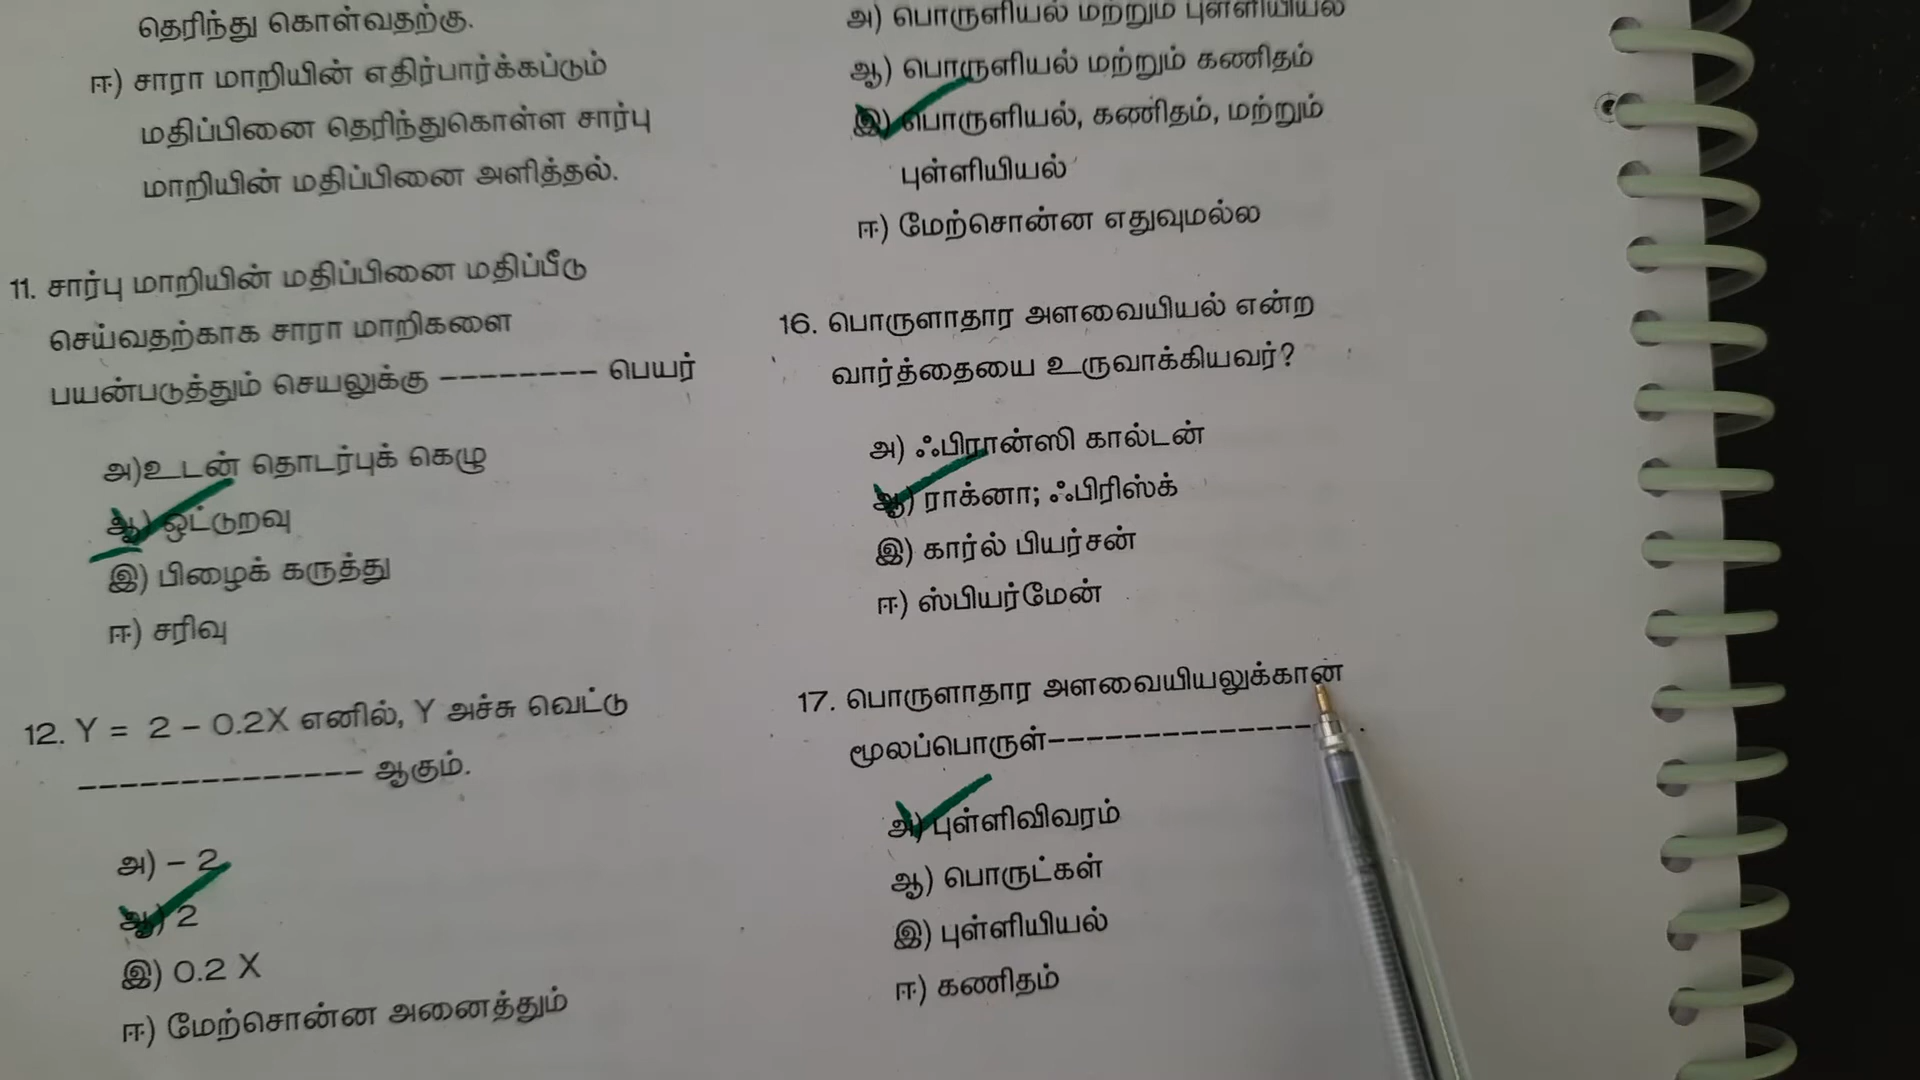 தெரிந்து கொள்வதற்கு.
ஈ) சாரா மாறியின் எதிர்பார்க்கப்டும்
மதிப்பினை தெரிந்துகொள்ள சார்பு
மாறியின் மதிப்பினை அளித்தல்.
11. சார்பு மாறியின் மதிப்பினை மதிப்பீடு
செய்வதற்காக சாரா மாறிகளை
பயன்படுத்தும் செயலுக்கு -------- பெயர்
அ)உடன் தொடர்புக் கெழு
ஆ) ஒட்டுறவு
இ) பிழைக் கருத்து
ஈ) சரிவு
12. Y = 2 – 0.2X எனில், Y அச்சு வெட்டு
-------------- ஆகும்.
அ) – 2
ஆ) 2
இ) 0.2 X
ஈ) மேற்சொன்ன அனைத்தும்
அ) பொருளியல் மற்றும் புள்ளியியல்
ஆ) பொருளியல் மற்றும் கணிதம்
இ) பொருளியல், கணிதம், மற்றும்
புள்ளியியல்
ஈ) மேற்சொன்ன எதுவுமல்ல
16. பொருளாதார அளவையியல் என்ற
வார்த்தையை உருவாக்கியவர்?
அ) ஃபிரான்ஸி கால்டன்
ஆ) ராக்னா; ஃபிரிஸ்க்
இ) கார்ல் பியர்சன்
ஈ) ஸ்பியர்மேன்
17. பொருளாதார அளவையியலுக்கான
மூலப்பொருள்--------------.
அ) புள்ளிவிவரம்
ஆ) பொருட்கள்
இ) புள்ளியியல்
ஈ) கணிதம்